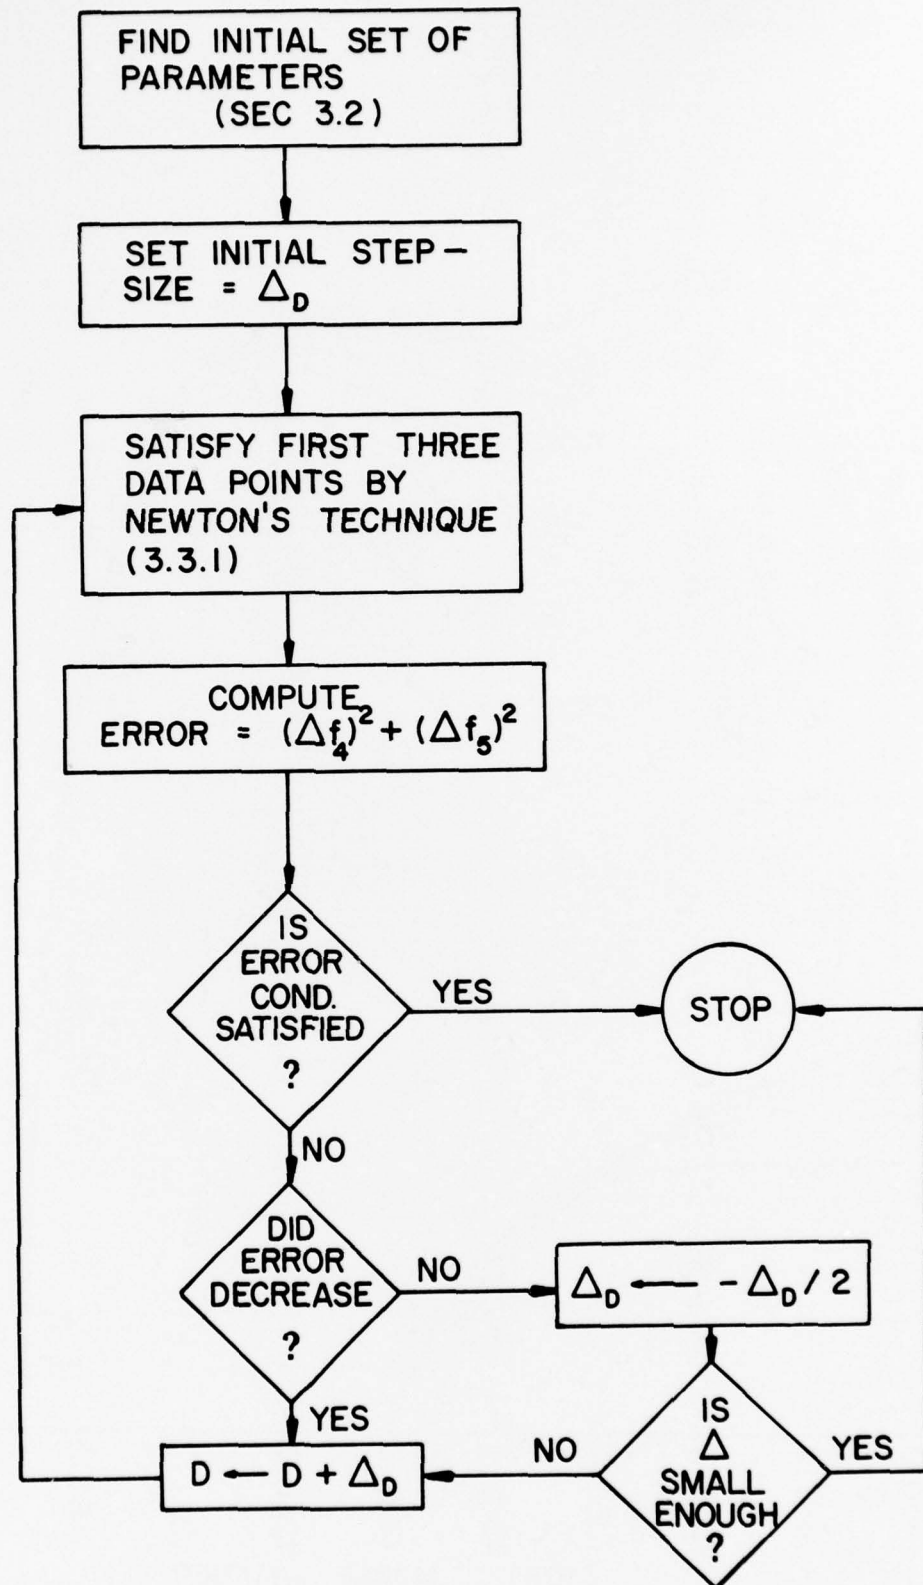 FIND INITIAL SET OF
PARAMETERS
(SEC 3.2)
SET INITIAL STEP-
SIZE = Δ_D
SATISFY FIRST THREE
DATA POINTS BY
NEWTON'S TECHNIQUE
(3.3.1)
COMPUTE
ERROR = (Δf₄)² + (Δf₅)²
IS
ERROR
COND.
SATISFIED
?
YES
STOP
NO
DID
ERROR
DECREASE
?
NO
Δ_D ← - Δ_D / 2
YES
D ← D + Δ_D
NO
IS
Δ
SMALL
ENOUGH
?
YES